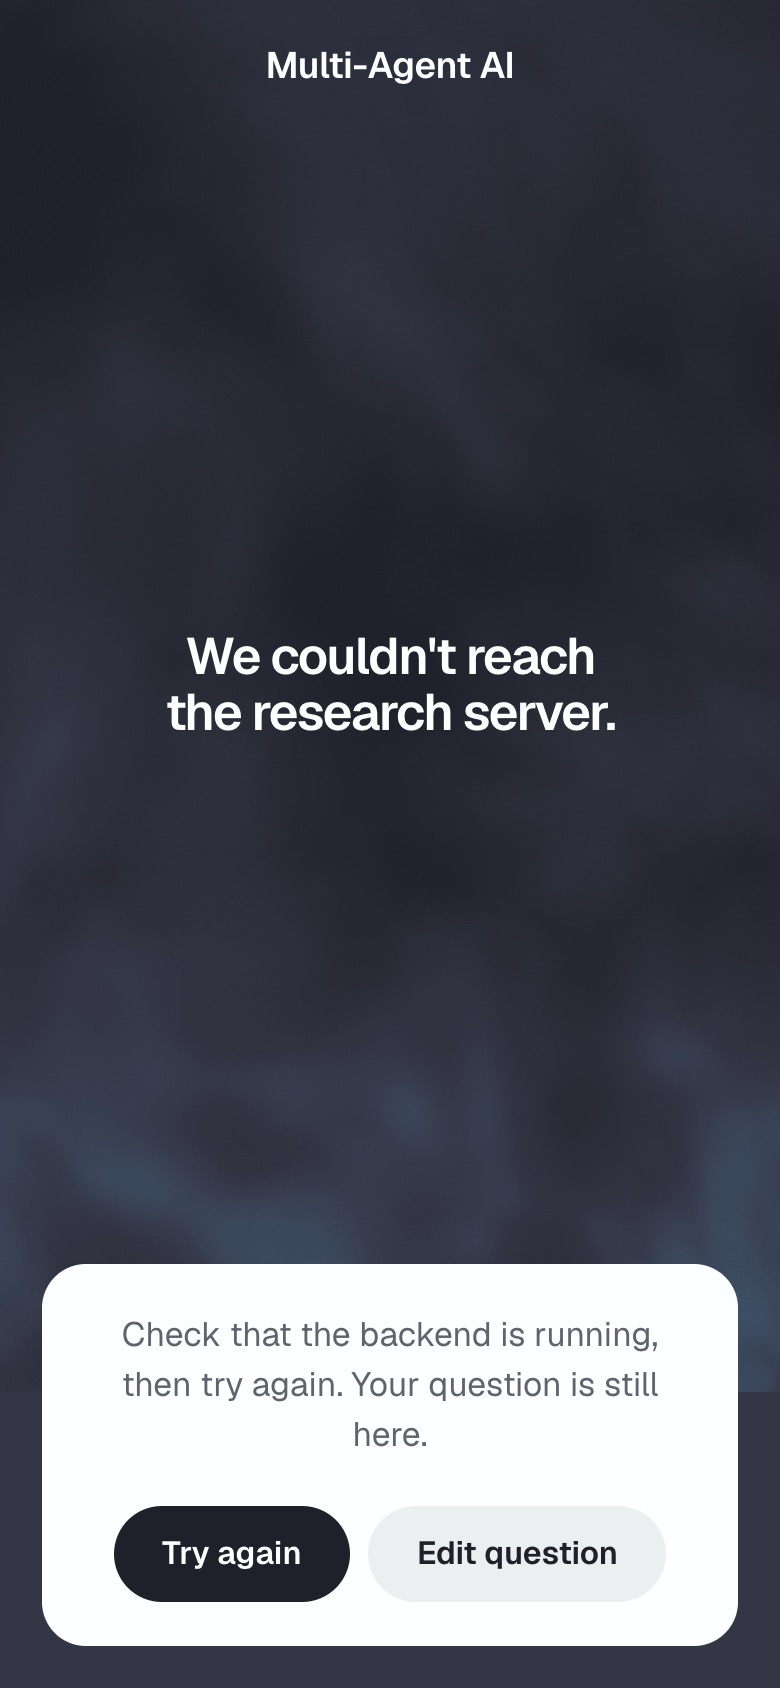 Multi-Agent AI
We couldn't reach
the research server.
Check that the backend is running,
then try again. Your question is still
here.
Try again
Edit question